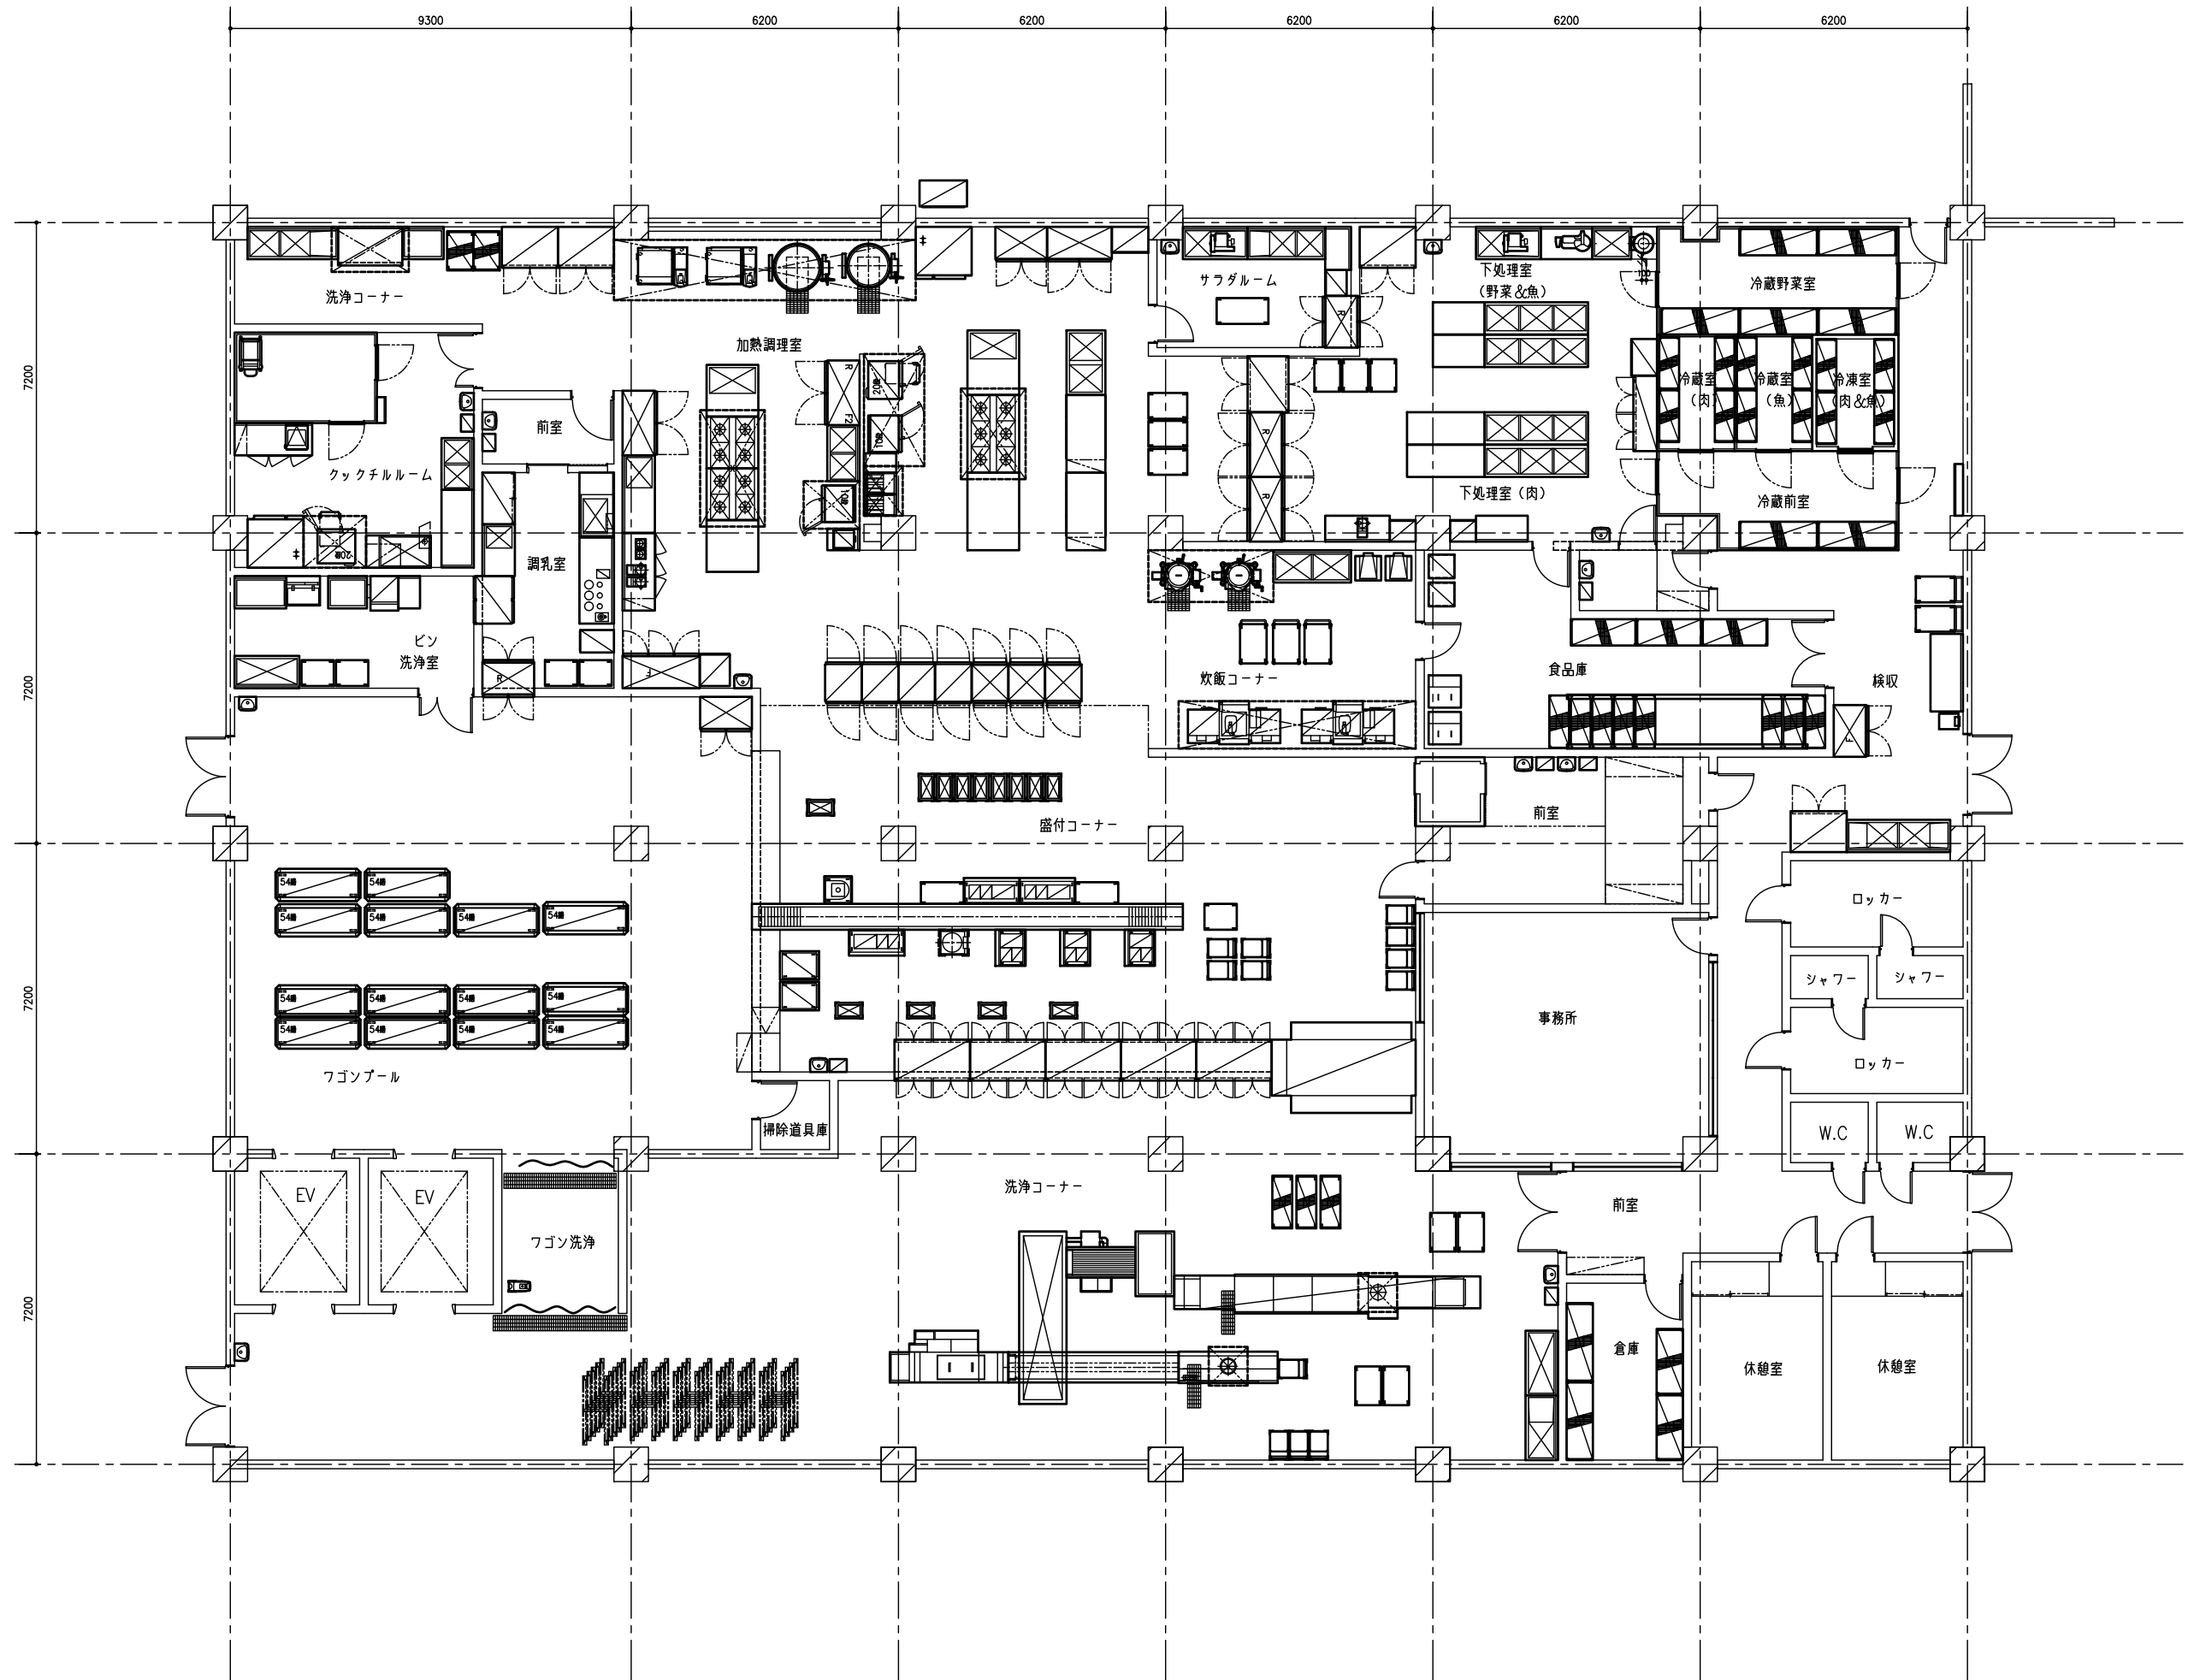 9300
6200
6200
6200
6200
6200
7200
7200
7200
7200
洗浄コーナー
加熱調理室
サラダルーム
下処理室
(野菜&魚)
冷蔵野菜室
冷蔵室
(肉)
冷蔵室
(魚)
冷凍室
(肉&魚)
前室
クックチルルーム
下処理室(肉)
冷蔵前室
R
F2
R
R
R
調乳室
ビン
洗浄室
R
F
炊飯コーナー
食品庫
検収
F
前室
盛付コーナー
ロッカー
シャワー
シャワー
ロッカー
事務所
ワゴンプール
掃除道具庫
W.C
W.C
洗浄コーナー
EV
EV
ワゴン洗浄
前室
倉庫
休憩室
休憩室